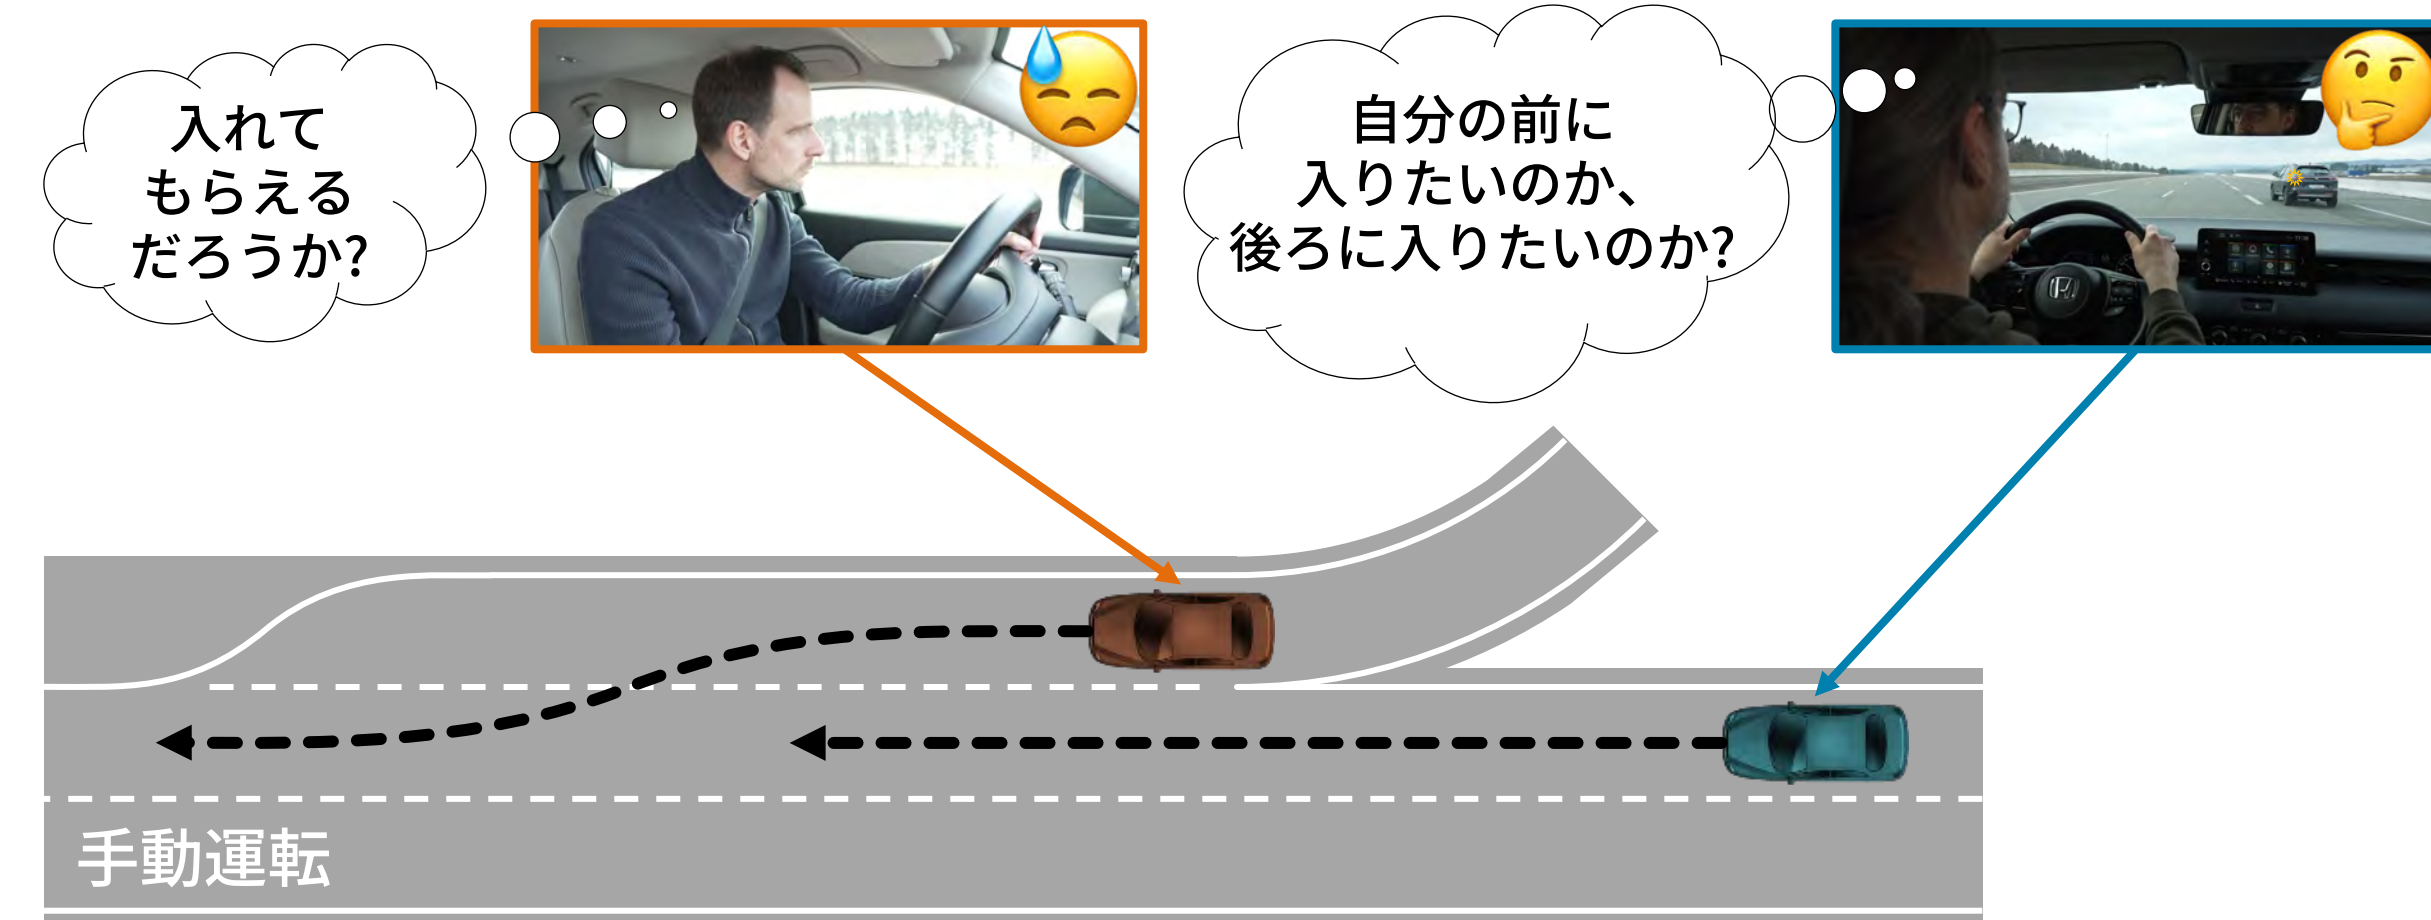 入れて
もらえる
だろうか?
自分の前に
入りたいのか、
後ろに入りたいのか?
手動運転